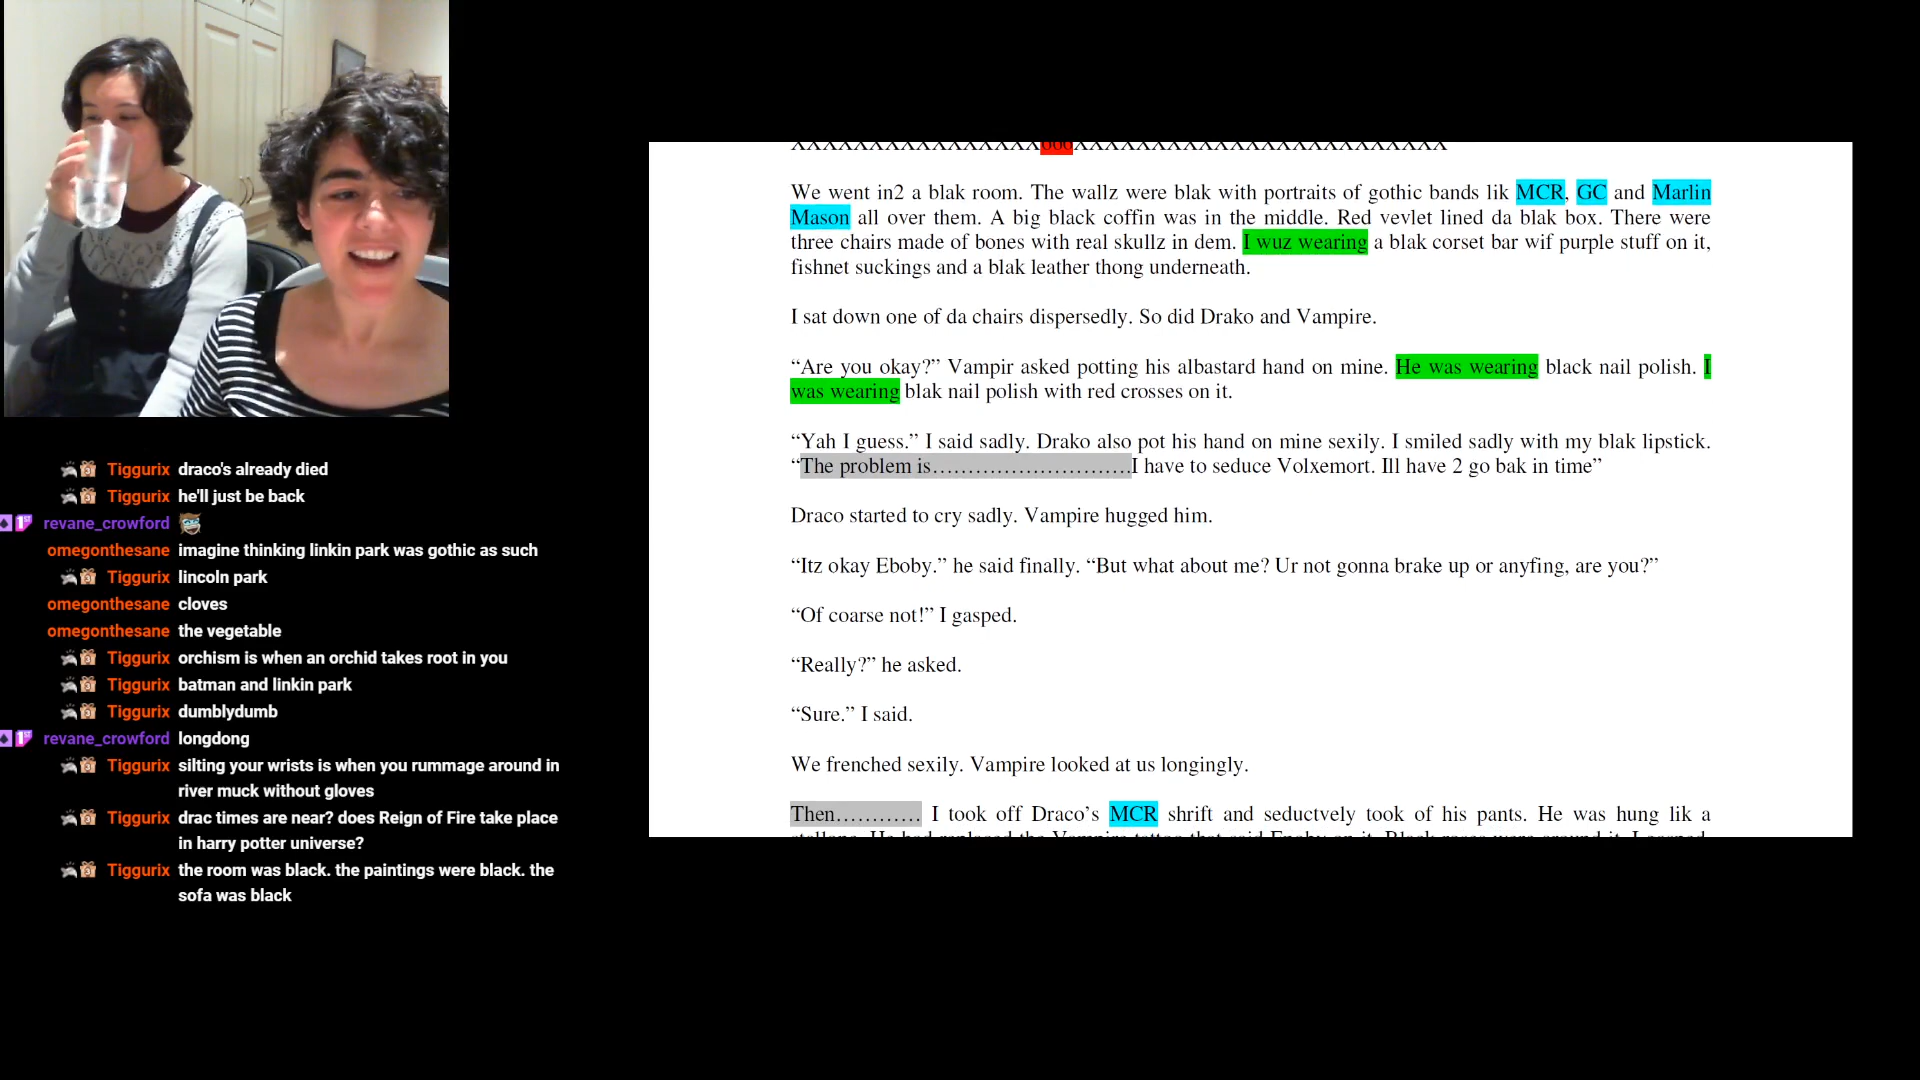 Tiggurix draco's already died
Tiggurix he'll just be back
revane_crowford
omegonthesane imagine thinking linkin park was gothic as such
Tiggurix lincoln park
omegonthesane cloves
omegonthesane the vegetable
Tiggurix orchism is when an orchid takes root in you
Tiggurix batman and linkin park
Tiggurix dumblydumb
revane_crowford longdong
Tiggurix silting your wrists is when you rummage around in
river muck without gloves
Tiggurix drac times are near? does Reign of Fire take place
in harry potter universe?
Tiggurix the room was black. the paintings were black. the
sofa was black
We went in2 a blak room. The wallz were blak with portraits of gothic bands like MCR, GC and Marlin
Mason all over them. A big black coffin was in the middle. Red vevlet lined da blak box. There were
three chairs made of bones with real skullz in dem. I wuz wearing a blak corset bar wif purple stuff on it,
fishnet suckings and a blak leather thong underneath.
I sat down one of da chairs dispersedly. So did Drako and Vampire.
“Are you okay?” Vampir asked potting his albastard hand on mine. He was wearing black nail polish. I
was wearing blak nail polish with red crosses on it.
“Yah I guess.” I said sadly. Drako also pot his hand on mine sexily. I smiled sadly with my blak lipstick.
“The problem is……………………….I have to seduce Volxemort. Ill have 2 go bak in time”
Draco started to cry sadly. Vampire hugged him.
“Itz okay Eboby.” he said finally. “But what about me? Ur not gonna brake up or anyfing, are you?”
“Of coarse not!” I gasped.
“Really?” he asked.
“Sure.” I said.
We frenched sexily. Vampire looked at us longingly.
Then………… I took off Draco’s MCR shrift and seductvely took of his pants. He was hung like a